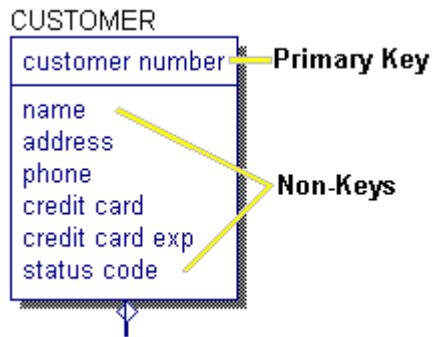 CUSTOMER
customer number
Primary Key
name
address
phone
Non-Keys
credit card
credit card exp
status code